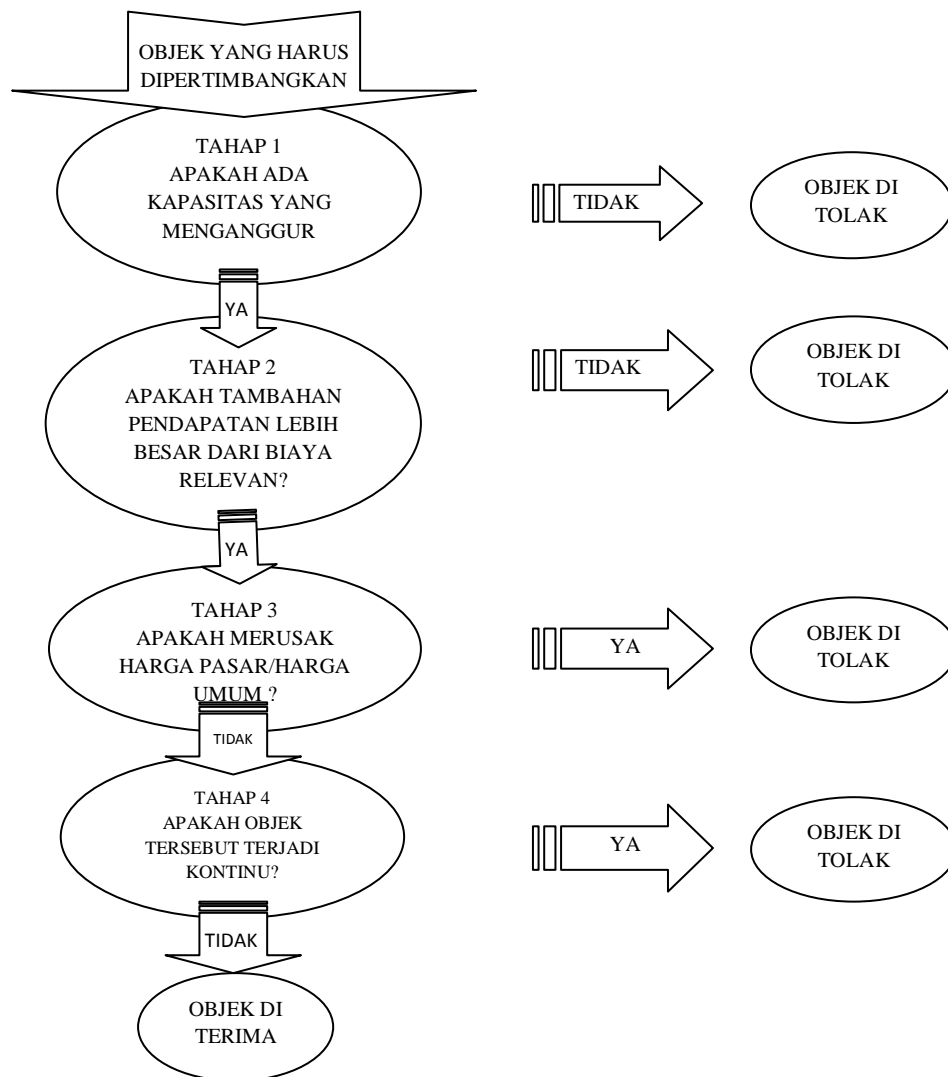 OBJEK YANG HARUS
DIPERTIMBANGKAN
TAHAP 1
APAKAH ADA
KAPASITAS YANG
MENGANGGUR
TIDAK
OBJEK DI
TOLAK
YA
TAHAP 2
APAKAH TAMBAHAN
PENDAPATAN LEBIH
BESAR DARI BIAYA
RELEVAN?
TIDAK
OBJEK DI
TOLAK
YA
TAHAP 3
APAKAH MERUSAK
HARGA PASAR/HARGA
UMUM ?
YA
OBJEK DI
TOLAK
TIDAK
TAHAP 4
APAKAH OBJEK
TERSEBUT TERJADI
KONTINU?
YA
OBJEK DI
TOLAK
TIDAK
OBJEK DI
TERIMA